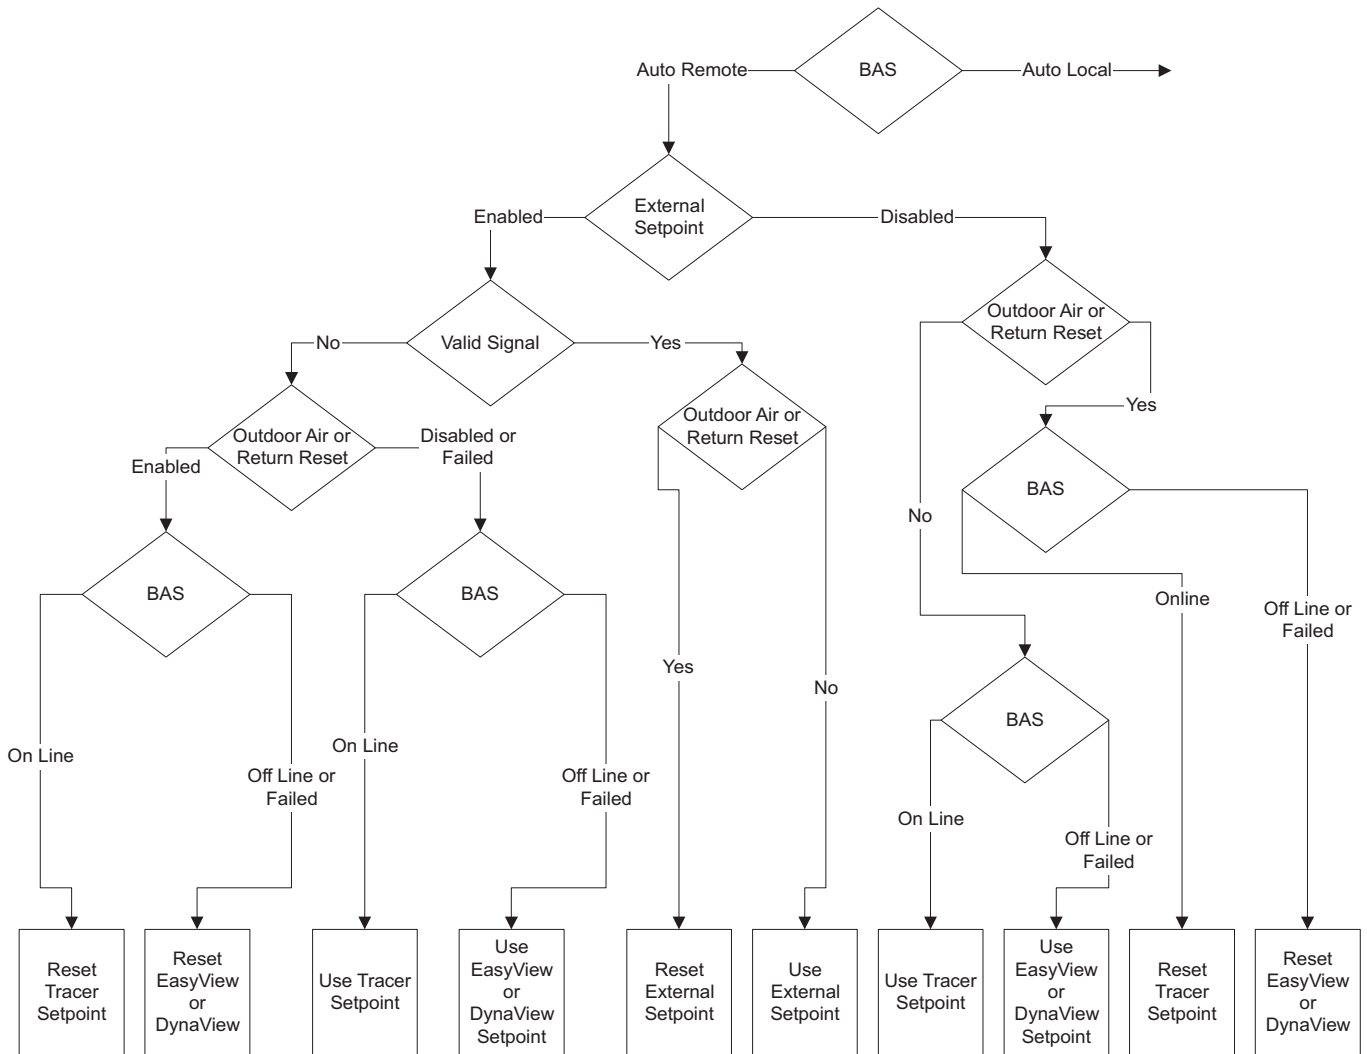 Auto Remote
BAS
Auto Local
External
Setpoint
Enabled
Disabled
Outdoor Air or
Return Reset
No
Valid Signal
Yes
Yes
Outdoor Air or
Return Reset
Outdoor Air or
Return Reset
Disabled or
Failed
Enabled
BAS
No
BAS
BAS
Online
Off Line or
Failed
Yes
No
BAS
On Line
On Line
Off Line or
Failed
Off Line or
Failed
On Line
Off Line or
Failed
Reset
Tracer
Setpoint
Reset
EasyView
or
DynaView
Use Tracer
Setpoint
Use
EasyView
or
DynaView
Setpoint
Reset
External
Setpoint
Use
External
Setpoint
Use Tracer
Setpoint
Use
EasyView
or
DynaView
Setpoint
Reset
Tracer
Setpoint
Reset
EasyView
or
DynaView